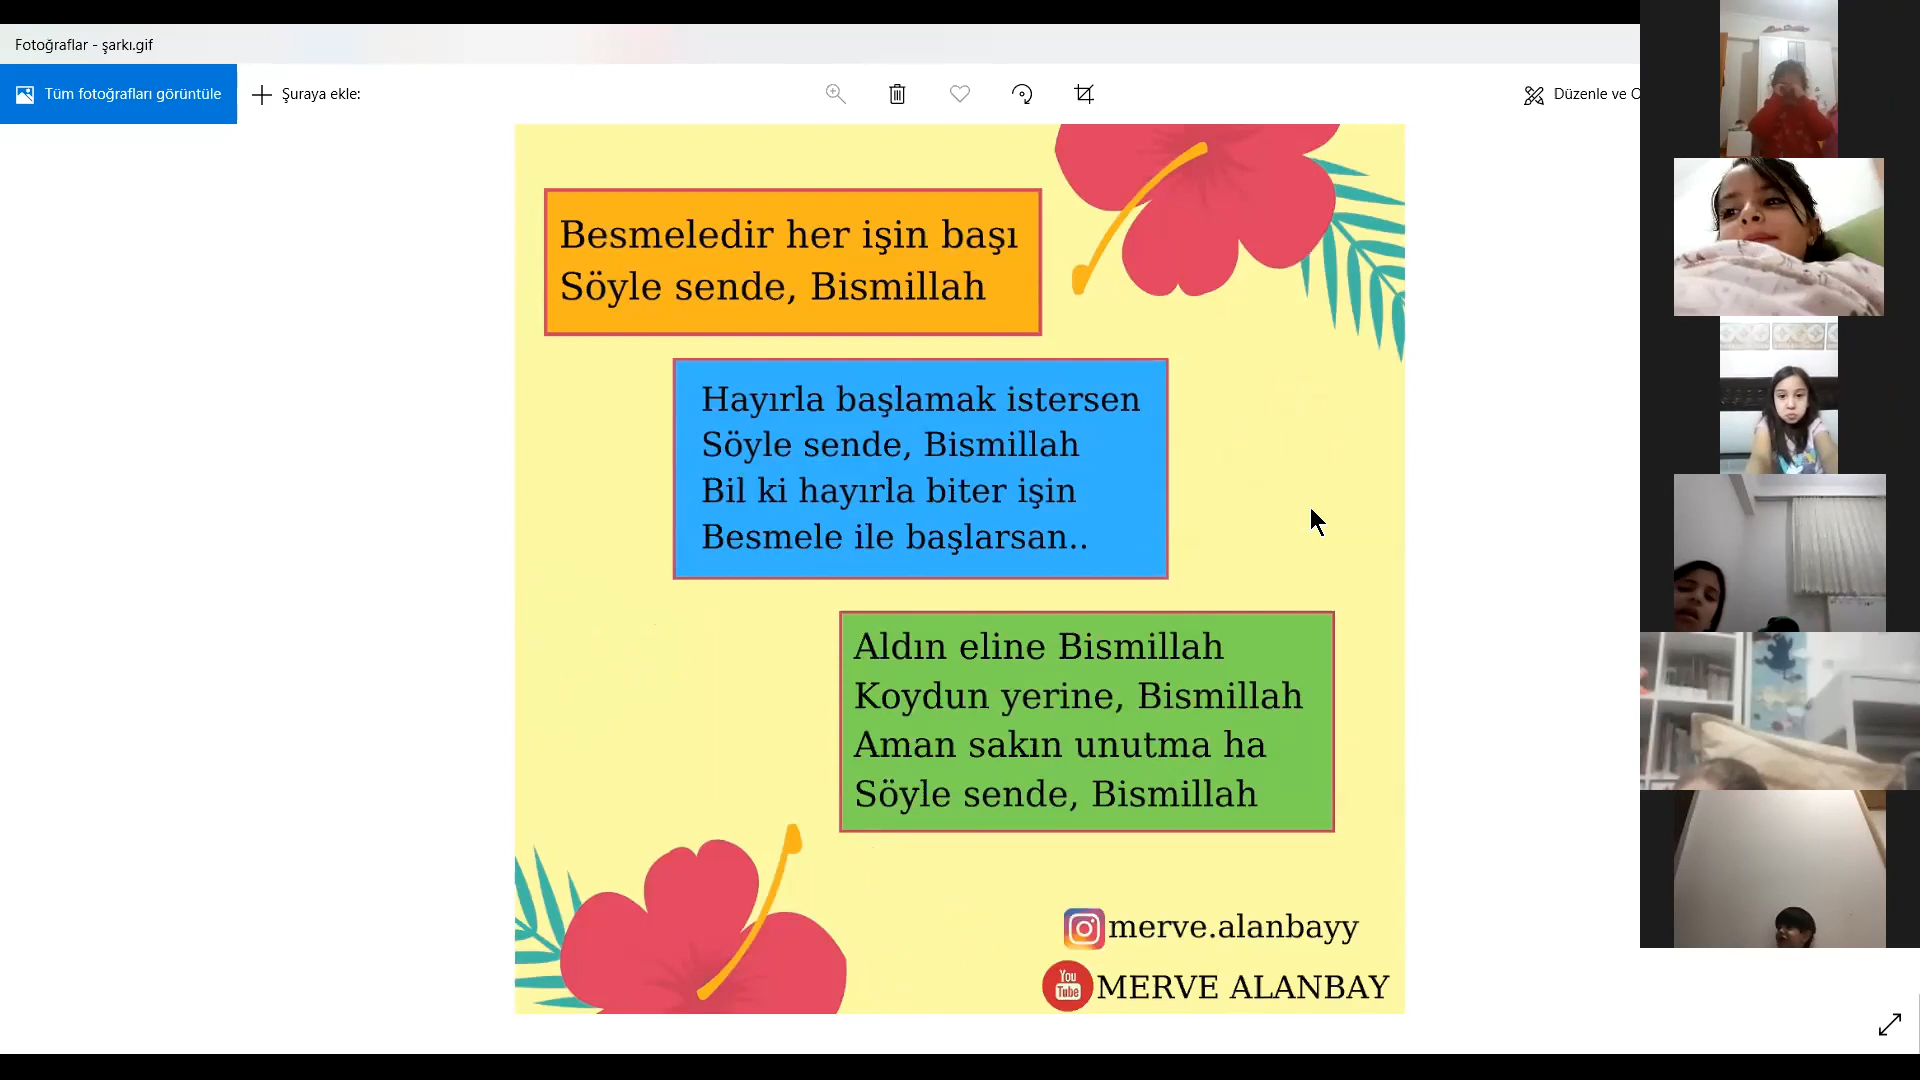 Fotoğraflar - şarkı.gif
Tüm fotoğrafları görüntüle
Şuraya ekle:
Düzenle ve O
Besmeledir her işin başı
Söyle sende, Bismillah
Hayırla başlamak istersen
Söyle sende, Bismillah
Bil ki hayırla biter işin
Besmele ile başlarsan..
Aldın eline Bismillah
Koydun yerine, Bismillah
Aman sakın unutma ha
Söyle sende, Bismillah
merve.alanbayy
You
Tube
MERVE ALANBAY